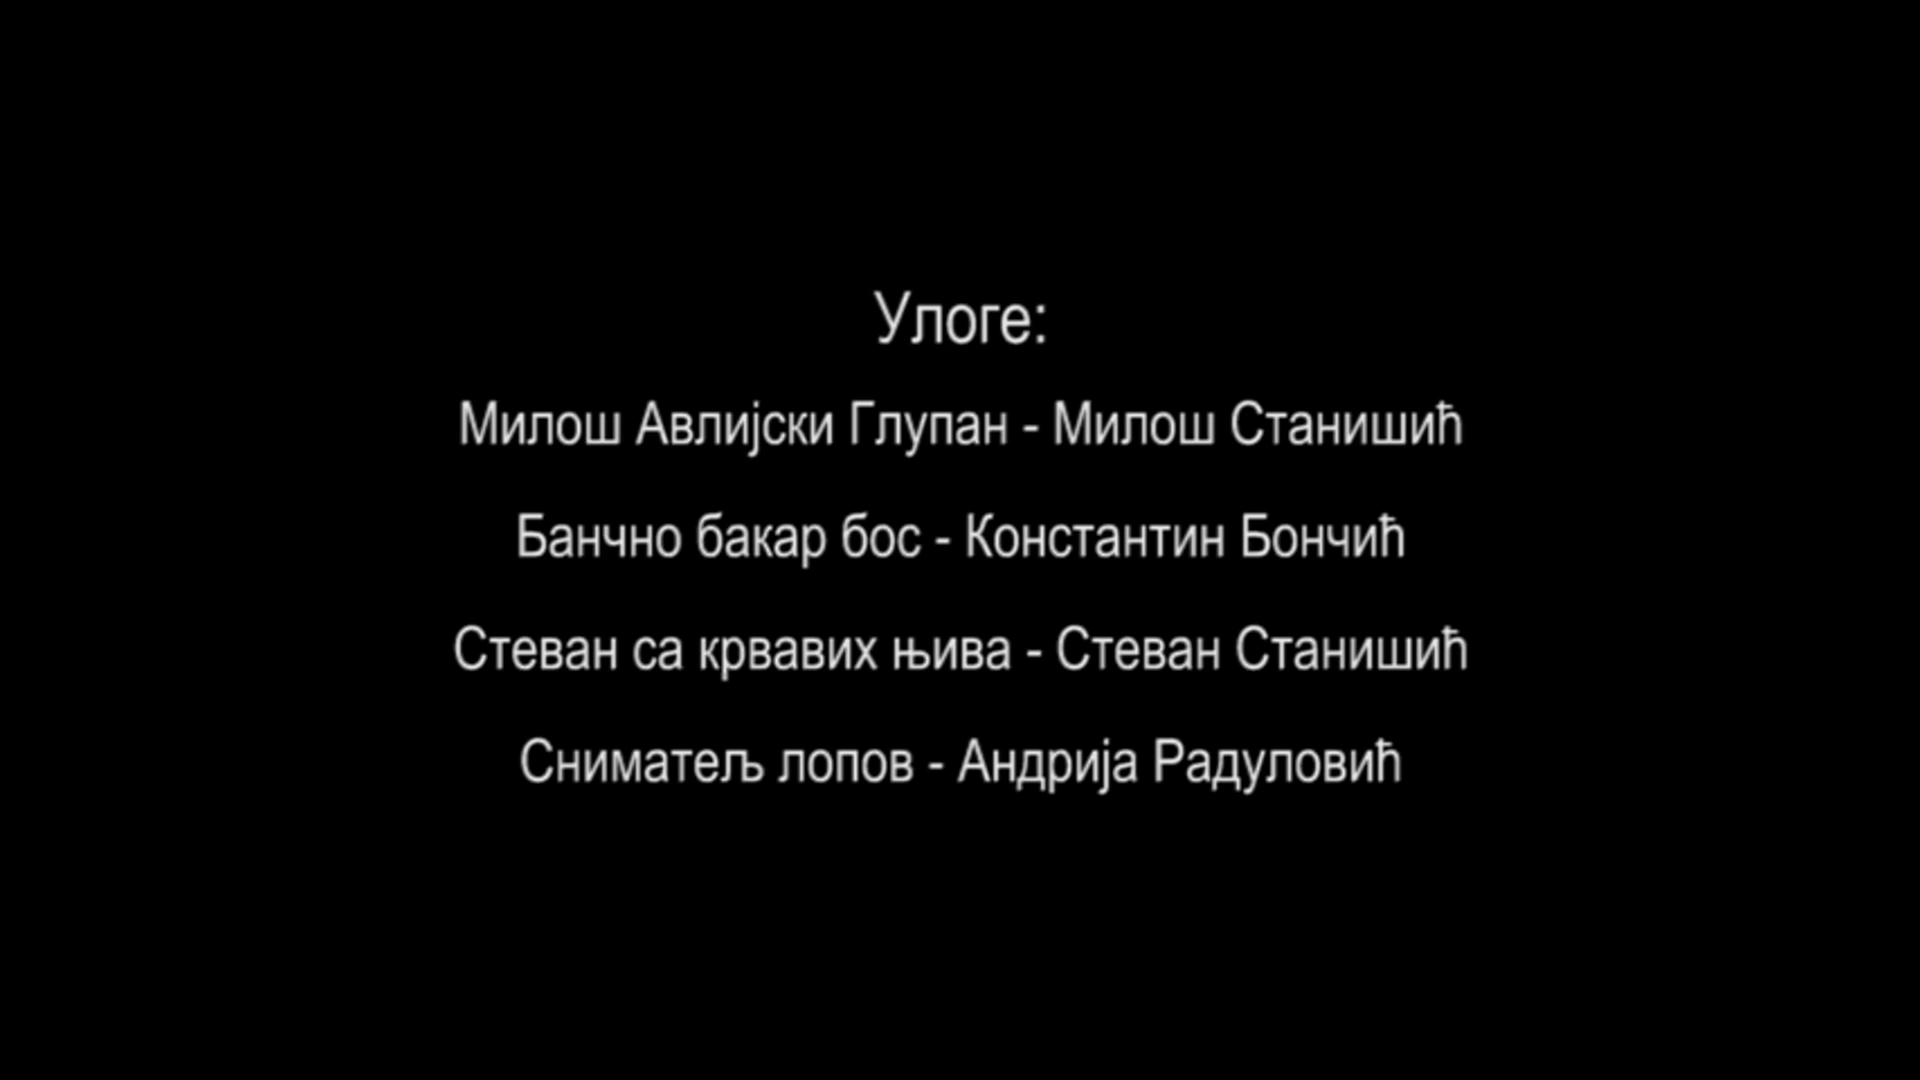 Улоге:
Милош Авлијски Глупан - Милош Станишић
Банчно бакар бос - Константин Бончић
Стеван са крвавих њива - Стеван Станишић
Сниматељ лопов - Андрија Радуловић